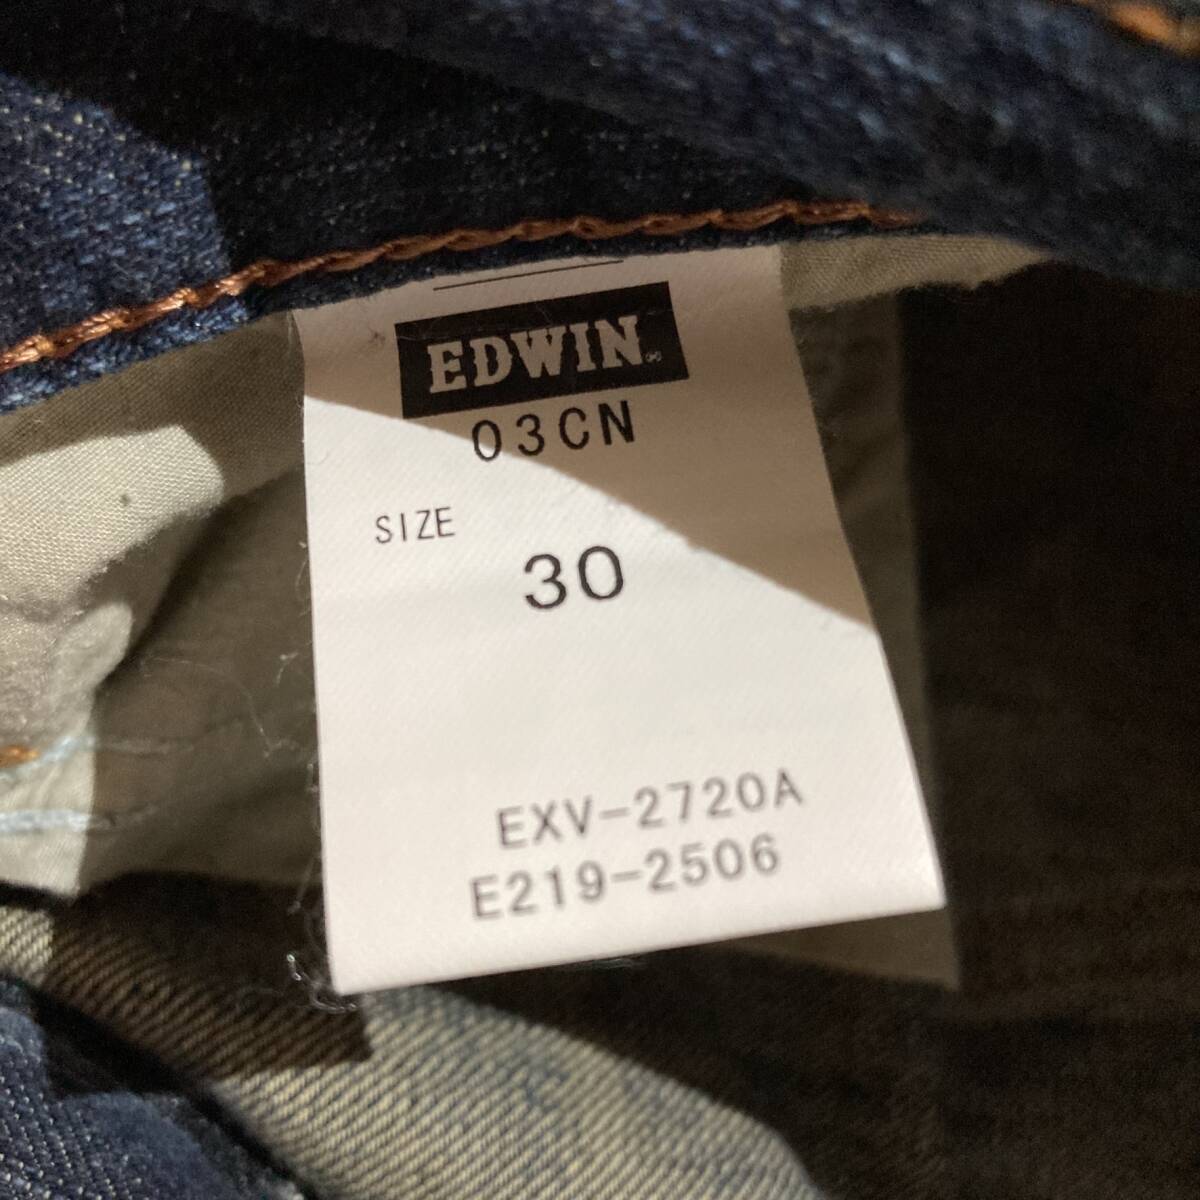 EDWIN
03CN
SIZE
30
EXV-2720A
E219-2506